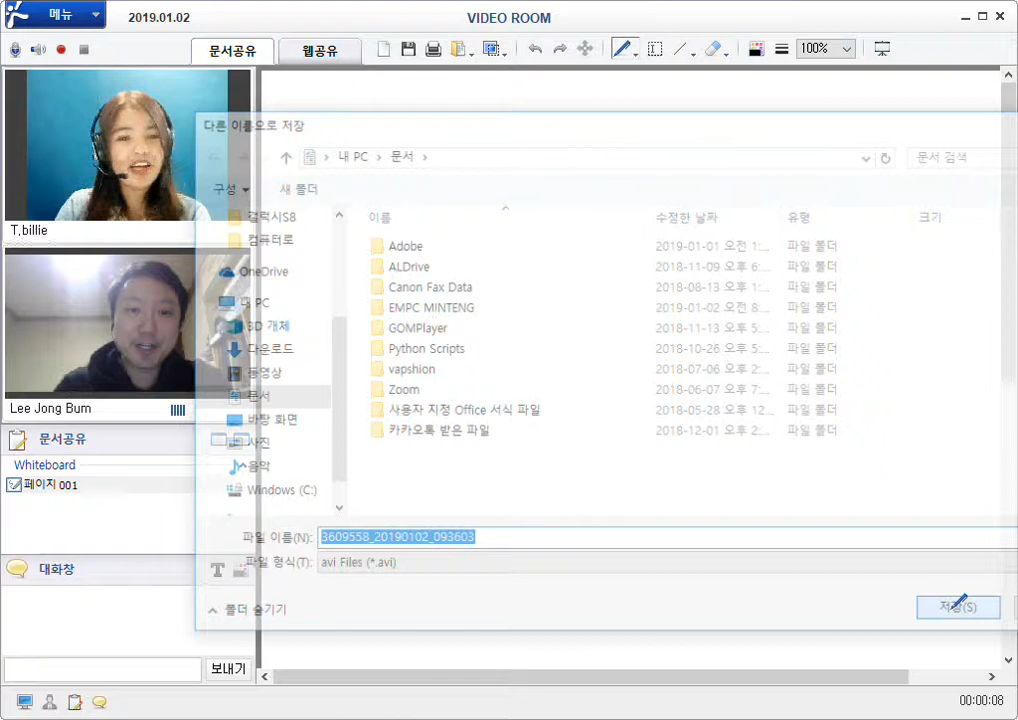 메뉴
2019.01.02
VIDEO ROOM
문서공유
웹공유
100%
T,billie
Lee Jong Bum
문서공유
Whiteboard
페이지 001
대화창
보내기
00:00:08
다른 이름으로 저장
내 PC > 문서 >
문서 검색
구성
새 폴더
갤럭시S8
컴퓨터로
OneDrive
내 PC
3D 개체
다운로드
동영상
문서
바탕 화면
사진
음악
Windows (C:)
이름 수정한 날짜 유형 크기
Adobe 2019-01-01 오전 1:... 파일 폴더
ALDrive 2018-11-09 오후 6:... 파일 폴더
Canon Fax Data 2018-08-13 오후 1:... 파일 폴더
EMPC MINTENG 2019-01-02 오전 8:... 파일 폴더
GOMPlayer 2018-11-13 오후 5:... 파일 폴더
Python Scripts 2018-10-26 오후 5:... 파일 폴더
vapshion 2018-07-06 오후 2:... 파일 폴더
Zoom 2018-06-07 오후 7:... 파일 폴더
사용자 지정 Office 서식 파일 2018-05-28 오후 12... 파일 폴더
카카오톡 받은 파일 2018-12-01 오후 2:... 파일 폴더
파일 이름(N): 3609558_20190102_093603
파일 형식(T): avi Files (*.avi)
폴더 숨기기
저장(S)